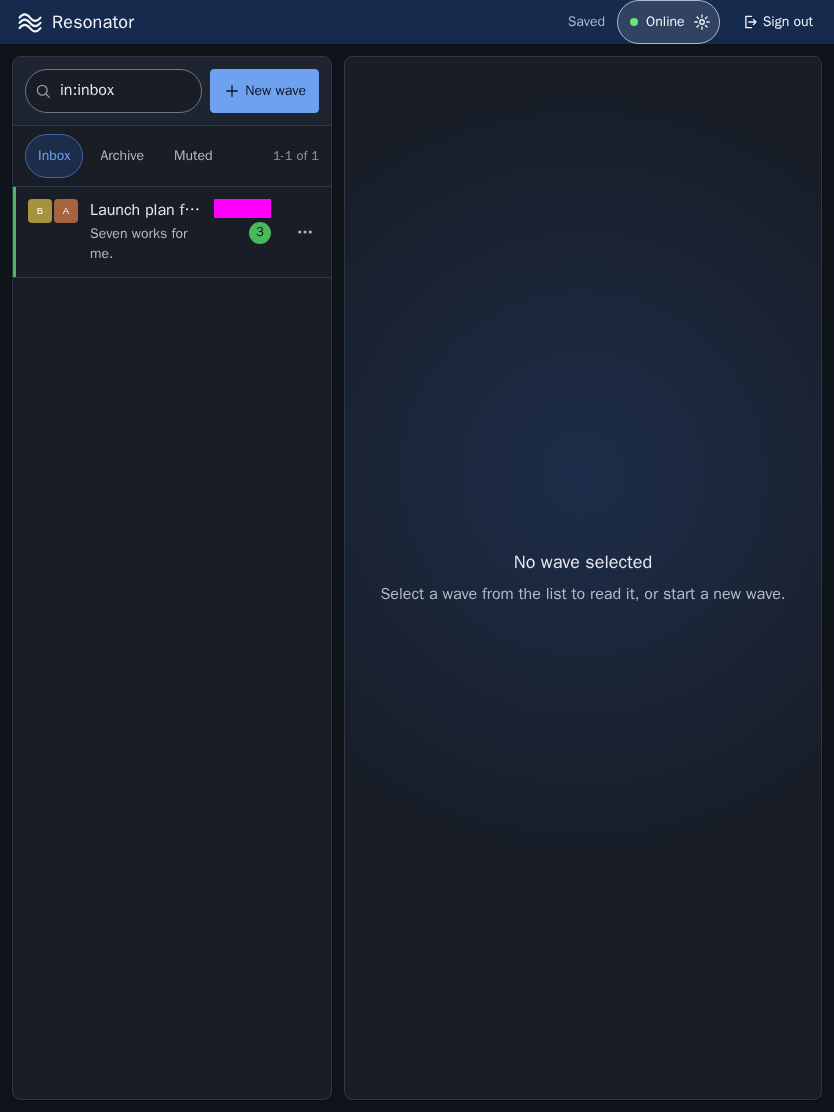 Resonator
Saved
Online
Sign out
in:inbox
New wave
Inbox
Archive
Muted
1-1 of 1
B
A
Launch plan f…
Seven works for
me.
3
No wave selected
Select a wave from the list to read it, or start a new wave.